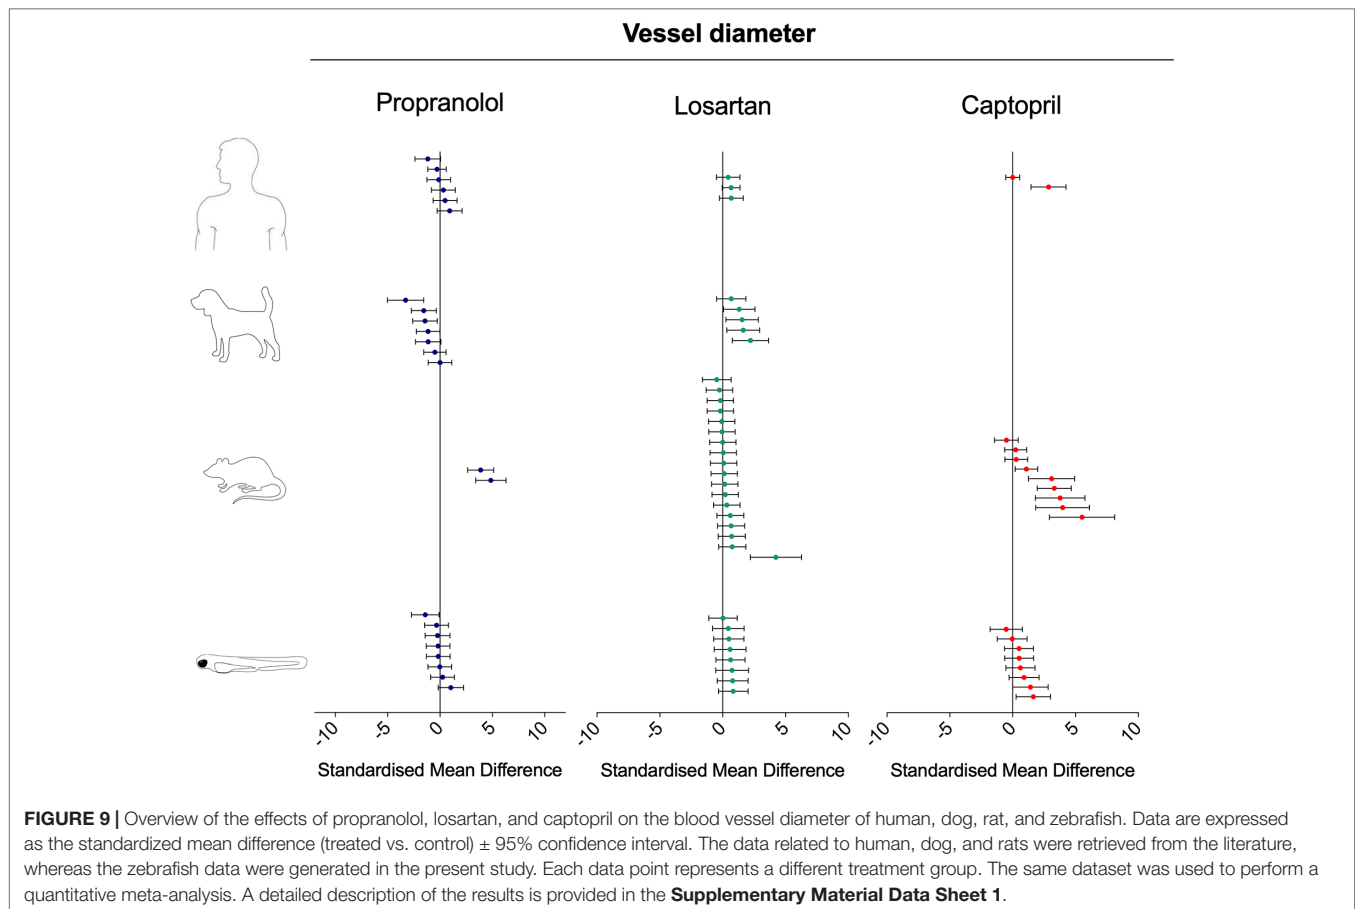 Vessel diameter
Propranolol
Losartan
Captopril
-10 -5 0 5 10
-10 -5 0 5 10
-10 -5 0 5 10
Standardised Mean Difference
Standardised Mean Difference
Standardised Mean Difference
FIGURE 9 | Overview of the effects of propranolol, losartan, and captopril on the blood vessel diameter of human, dog, rat, and zebrafish. Data are expressed
as the standardized mean difference (treated vs. control) ± 95% confidence interval. The data related to human, dog, and rats were retrieved from the literature,
whereas the zebrafish data were generated in the present study. Each data point represents a different treatment group. The same dataset was used to perform a
quantitative meta-analysis. A detailed description of the results is provided in the Supplementary Material Data Sheet 1.